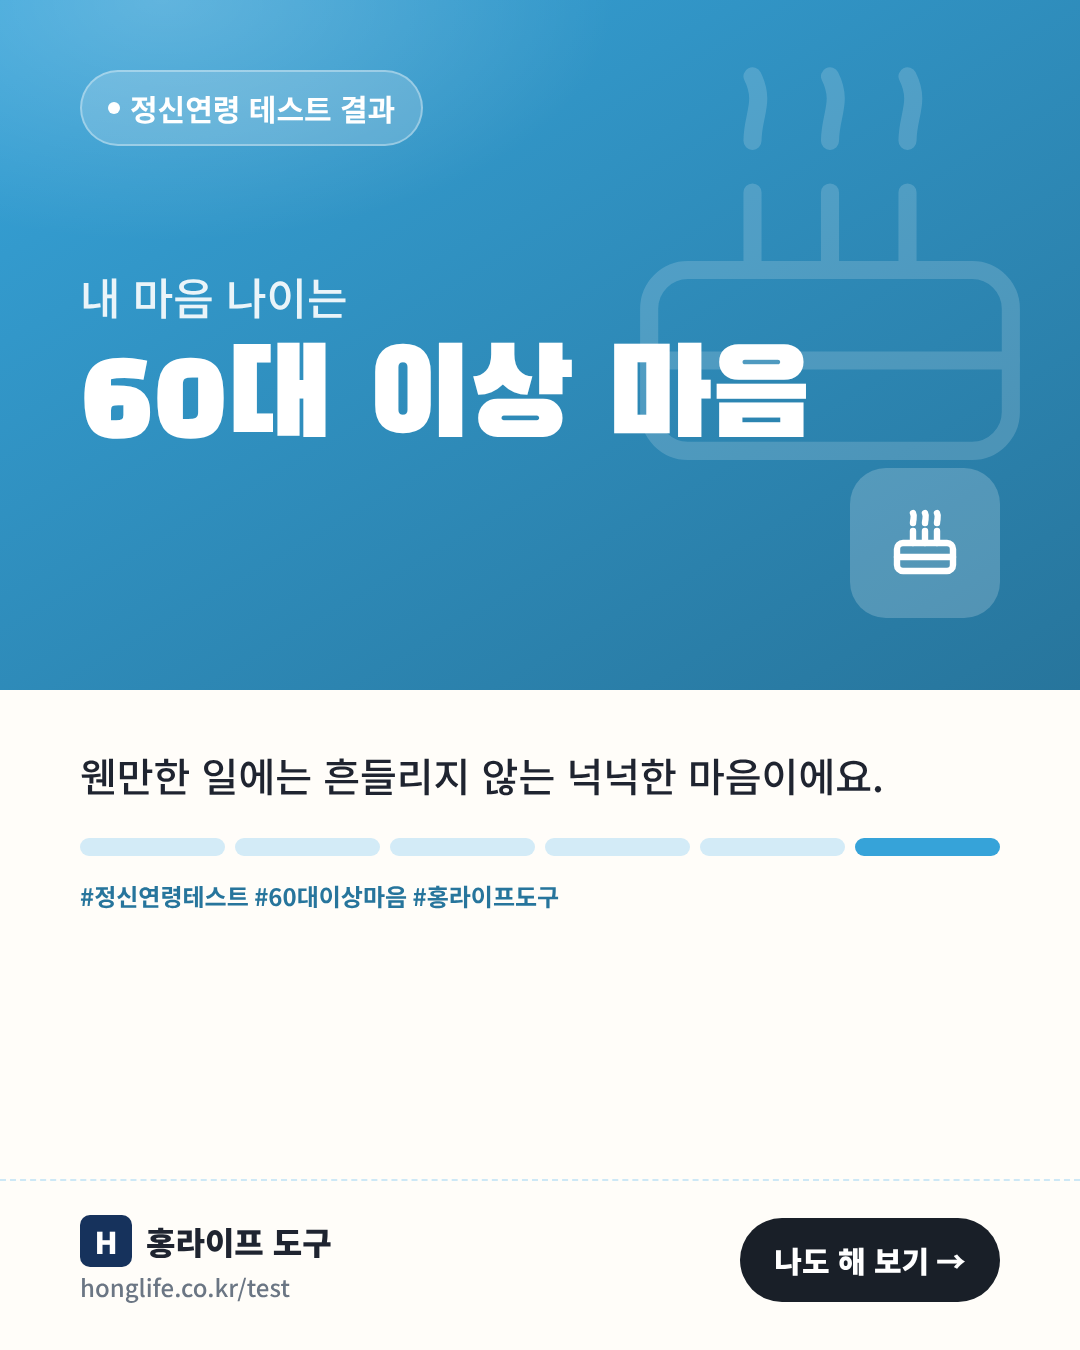 정신연령 테스트 결과
내 마음 나이는
60대 이상 마음
웬만한 일에는 흔들리지 않는 넉넉한 마음이에요.
#정신연령테스트 #60대이상마음 #홍라이프도구
H 홍라이프 도구
honglife.co.kr/test
나도 해 보기 →